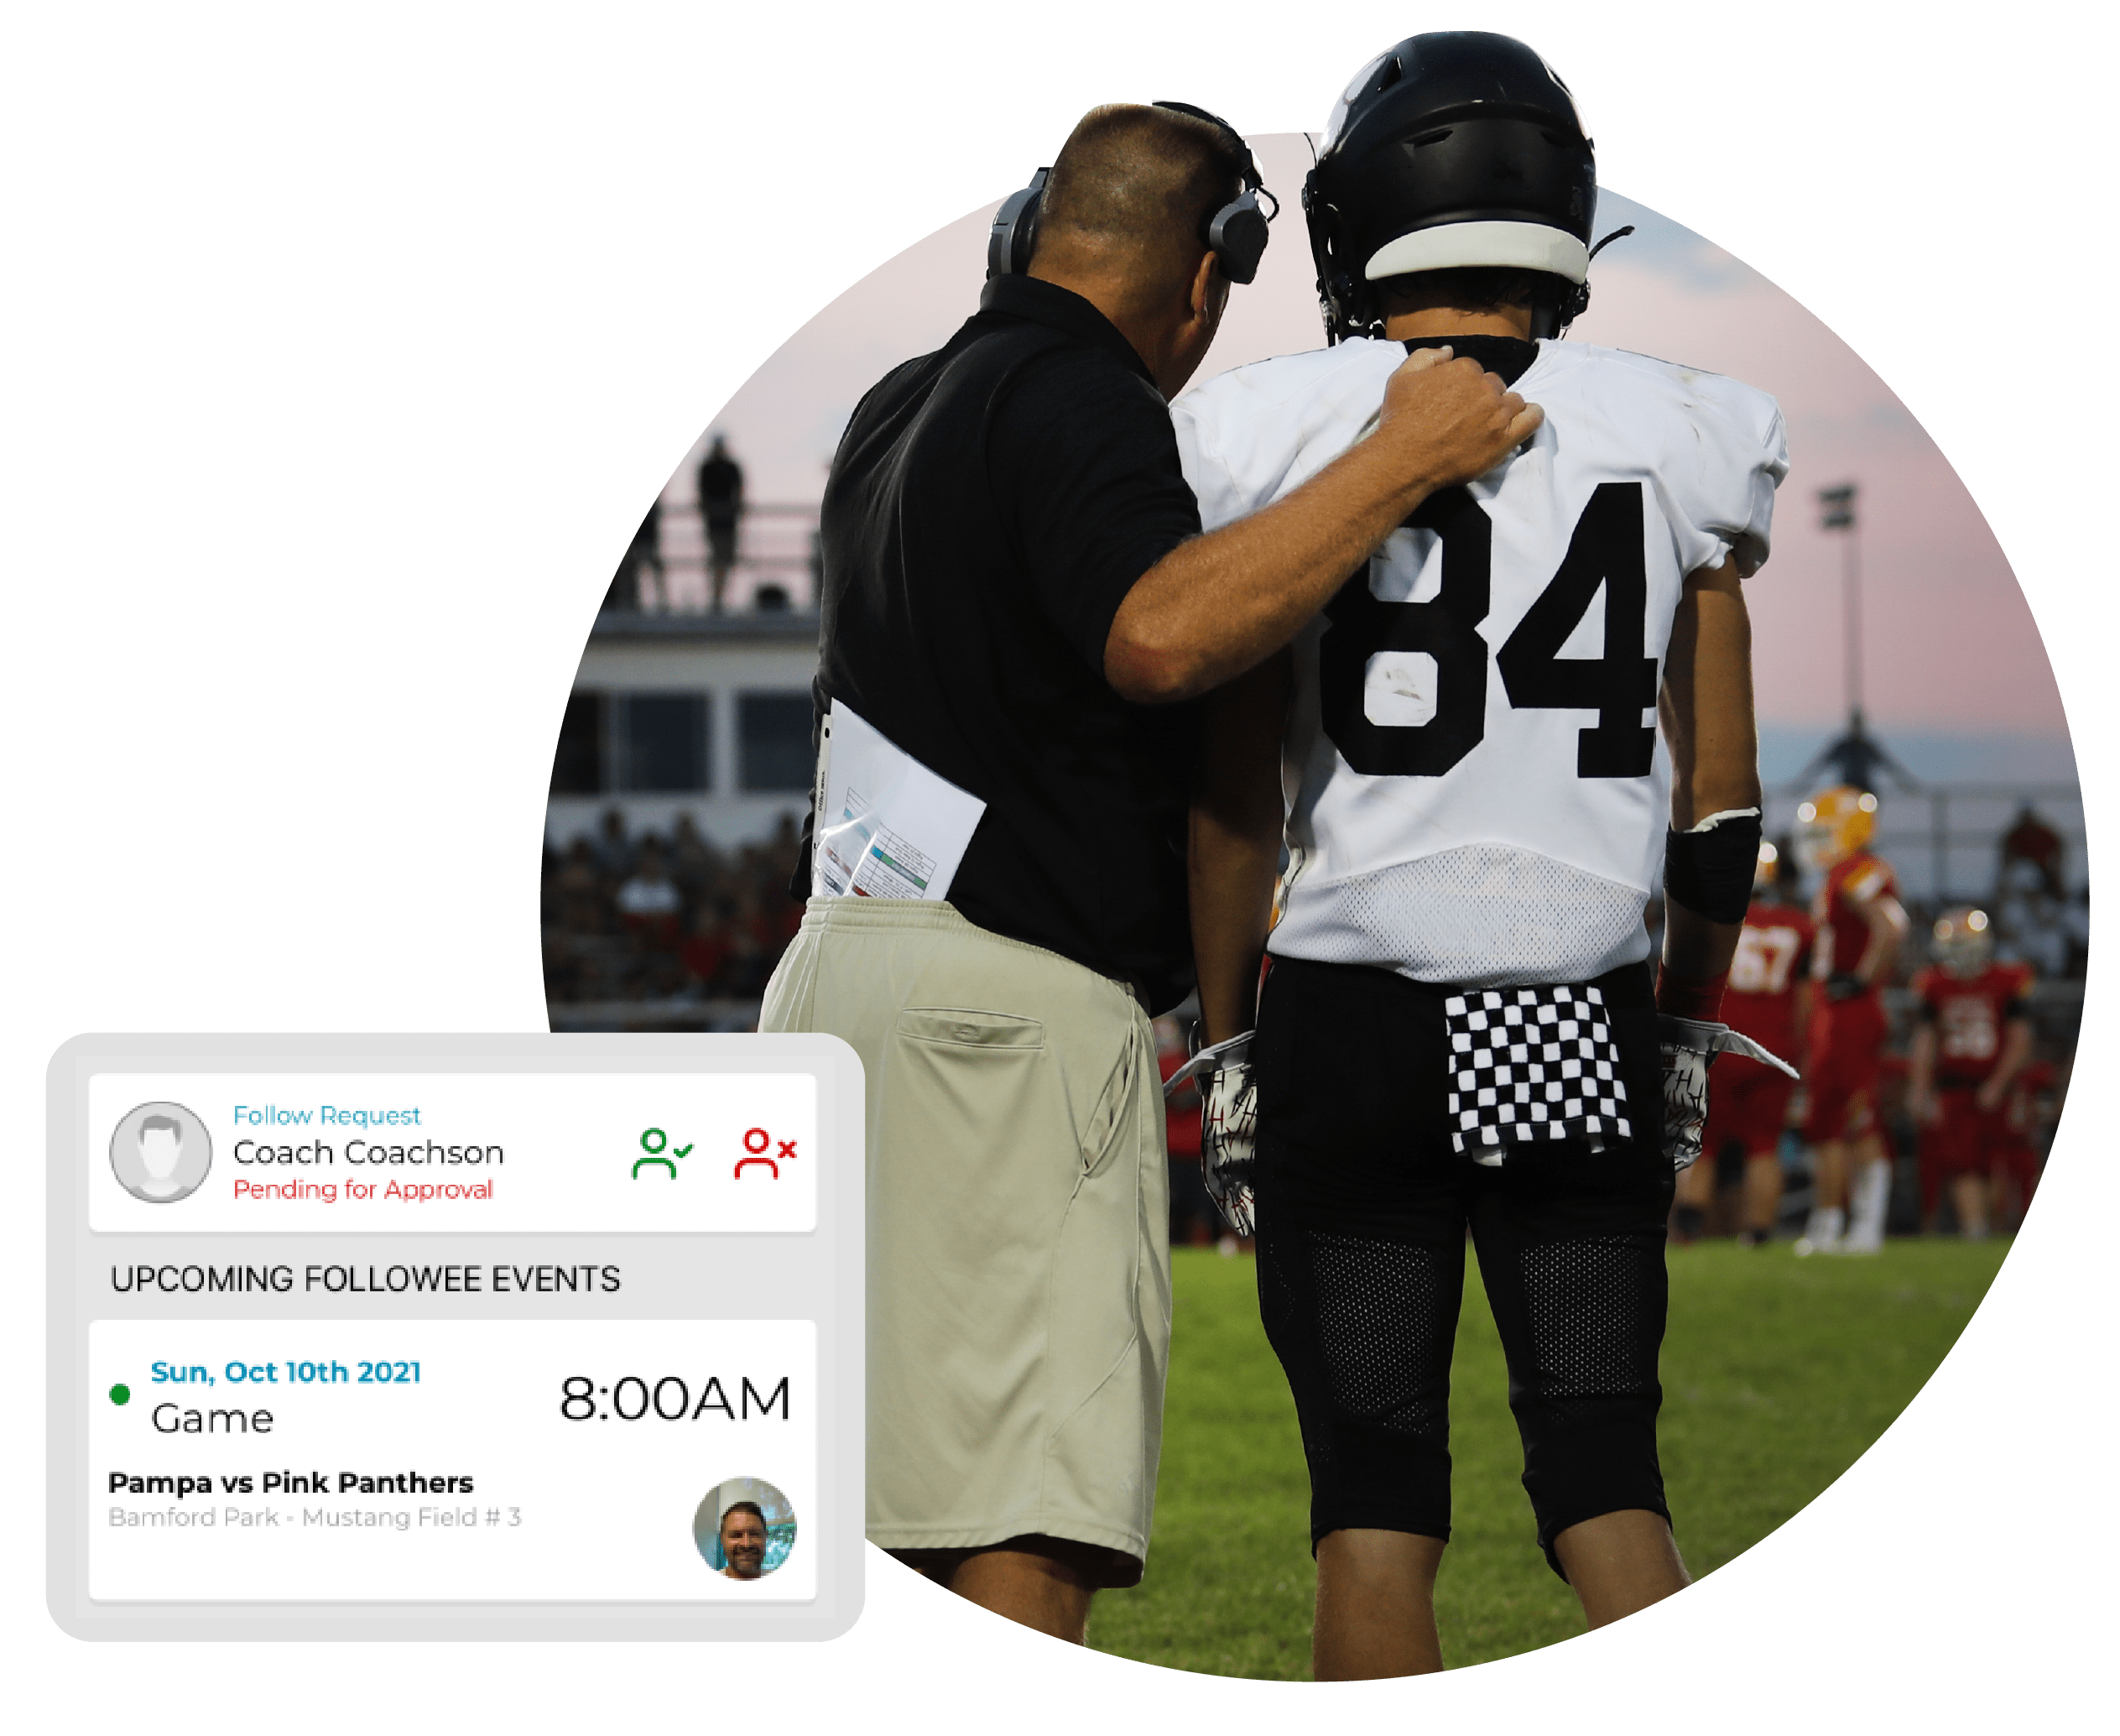 Follow Request
Coach Coachson
Pending for Approval
UPCOMING FOLLOWEE EVENTS
Sun, Oct 10th 2021
Game
8:00AM
Pampa vs Pink Panthers
Bamford Park - Mustang Field # 3
84
67